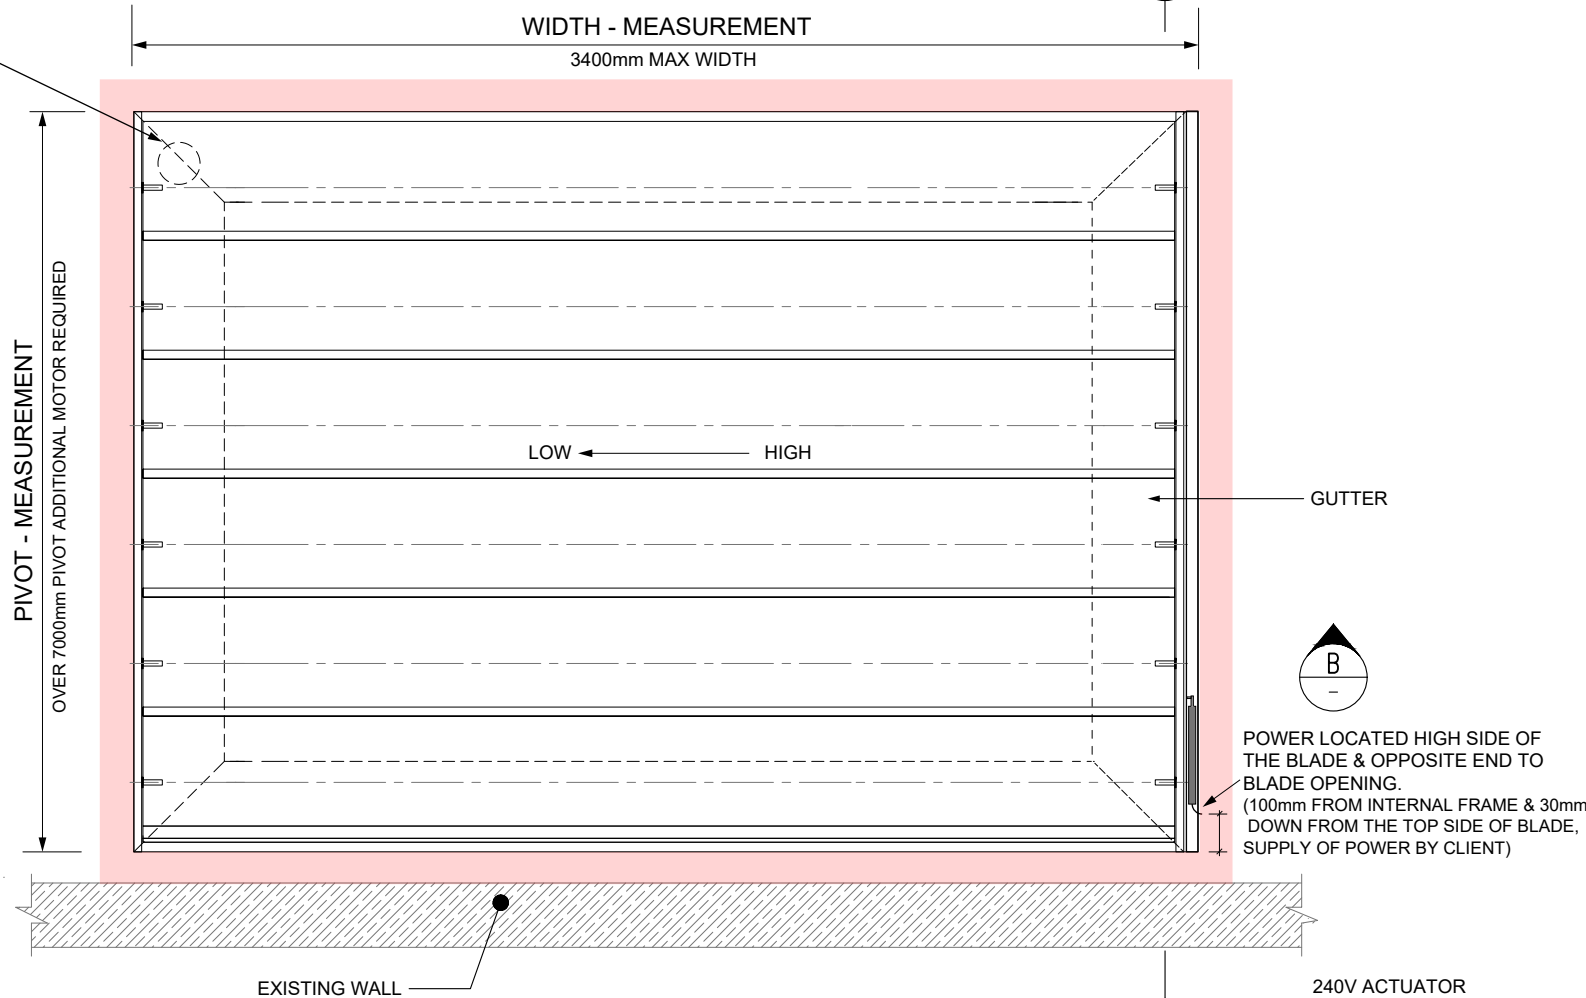 WIDTH - MEASUREMENT
3400mm MAX WIDTH
PIVOT - MEASUREMENT
OVER 7000mm PIVOT ADDITIONAL MOTOR REQUIRED
LOW
HIGH
GUTTER
B
-
POWER LOCATED HIGH SIDE OF
THE BLADE & OPPOSITE END TO
BLADE OPENING.
(100mm FROM INTERNAL FRAME & 30mm
DOWN FROM THE TOP SIDE OF BLADE,
SUPPLY OF POWER BY CLIENT)
EXISTING WALL
240V ACTUATOR